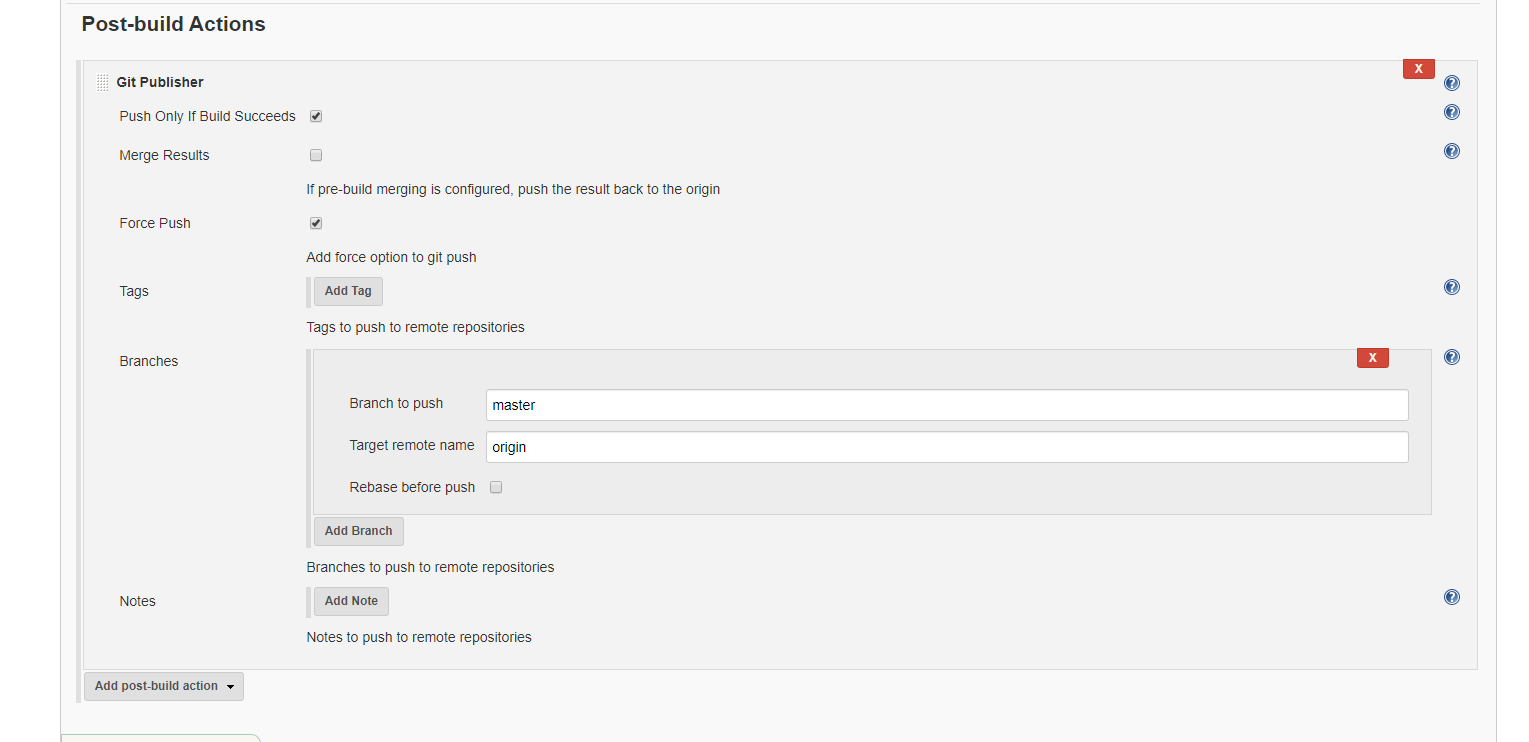 Post-build Actions
Git Publisher
X
?
Push Only If Build Succeeds
?
Merge Results
?
If pre-build merging is configured, push the result back to the origin
Force Push
Add force option to git push
Tags
Add Tag
?
Tags to push to remote repositories
Branches
X
?
Branch to push
master
Target remote name
origin
Rebase before push
Add Branch
Branches to push to remote repositories
Notes
Add Note
?
Notes to push to remote repositories
Add post-build action